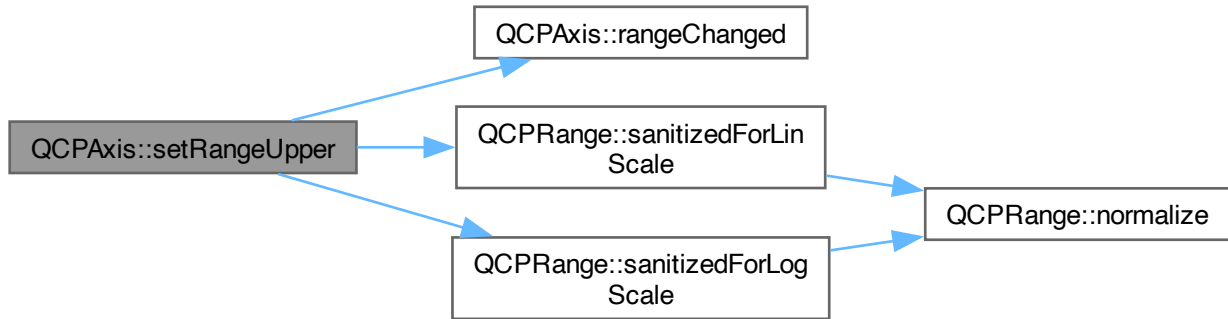 QCPAxis::rangeChanged
QCPAxis::setRangeUpper
QCPRange::sanitizedForLin
Scale
QCPRange::normalize
QCPRange::sanitizedForLog
Scale